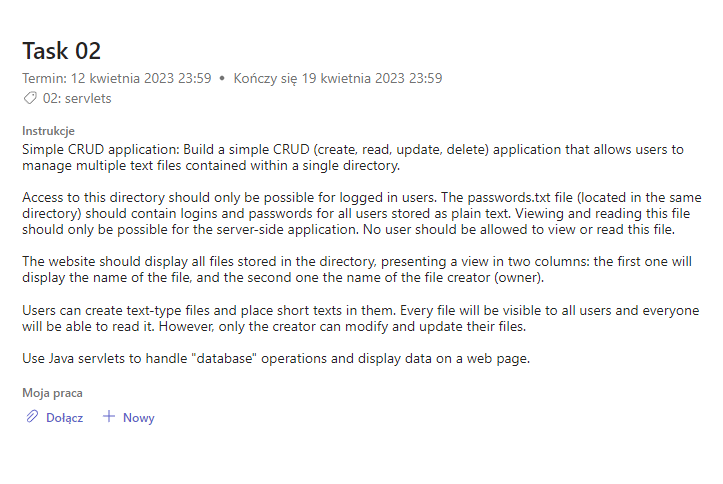 Task 02
Termin: 12 kwietnia 2023 23:59 • Kończy się 19 kwietnia 2023 23:59
02: servlets
Instrukcje
Simple CRUD application: Build a simple CRUD (create, read, update, delete) application that allows users to
manage multiple text files contained within a single directory.
Access to this directory should only be possible for logged in users. The passwords.txt file (located in the same
directory) should contain logins and passwords for all users stored as plain text. Viewing and reading this file
should only be possible for the server-side application. No user should be allowed to view or read this file.
The website should display all files stored in the directory, presenting a view in two columns: the first one will
display the name of the file, and the second one the name of the file creator (owner).
Users can create text-type files and place short texts in them. Every file will be visible to all users and everyone
will be able to read it. However, only the creator can modify and update their files.
Use Java servlets to handle "database" operations and display data on a web page.
Moja praca
Dołącz Nowy